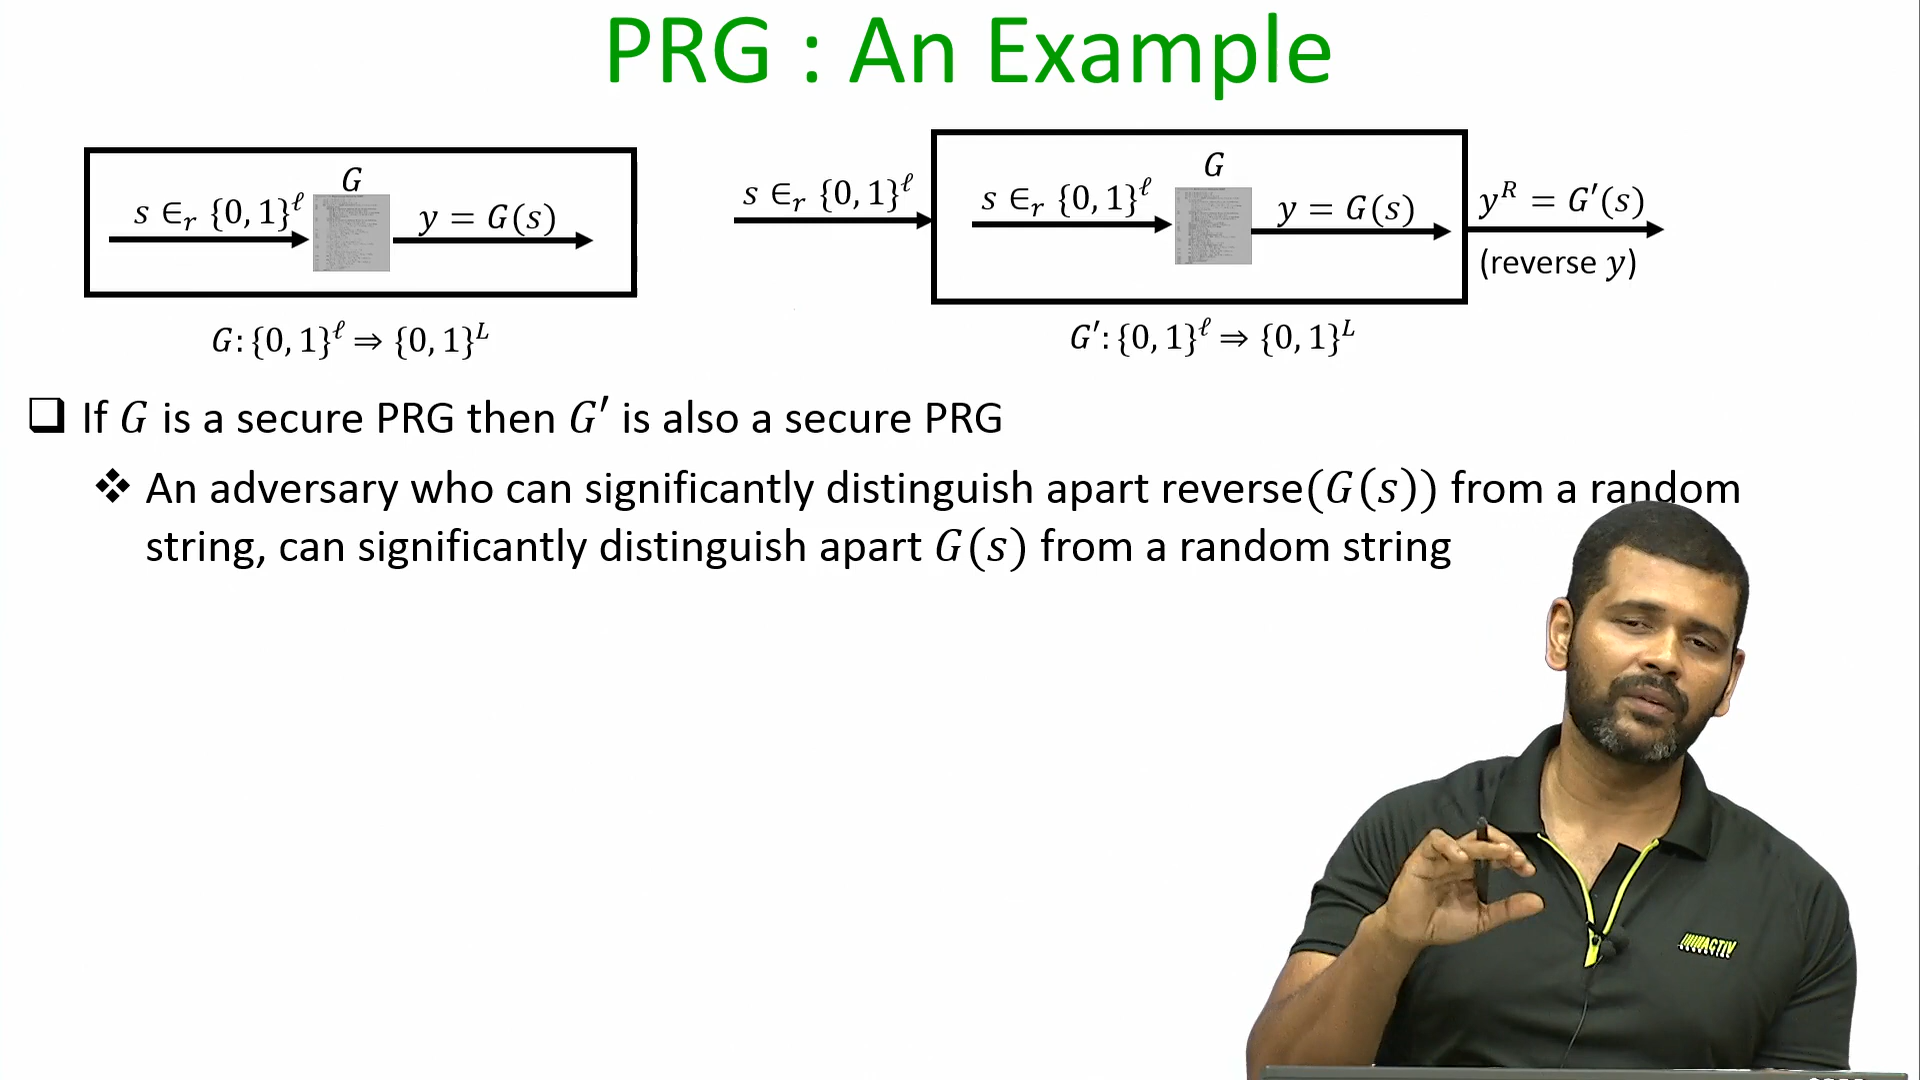 PRG : An Example
G
s ∈ᵣ {0, 1}^ℓ
y = G(s)
G: {0, 1}^ℓ ⇒ {0, 1}^L
s ∈ᵣ {0, 1}^ℓ
G
s ∈ᵣ {0, 1}^ℓ
y = G(s)
y^R = G′(s)
(reverse y)
G′: {0, 1}^ℓ ⇒ {0, 1}^L
❑ If G is a secure PRG then G′ is also a secure PRG
❖ An adversary who can significantly distinguish apart reverse(G(s)) from a random
string, can significantly distinguish apart G(s) from a random string